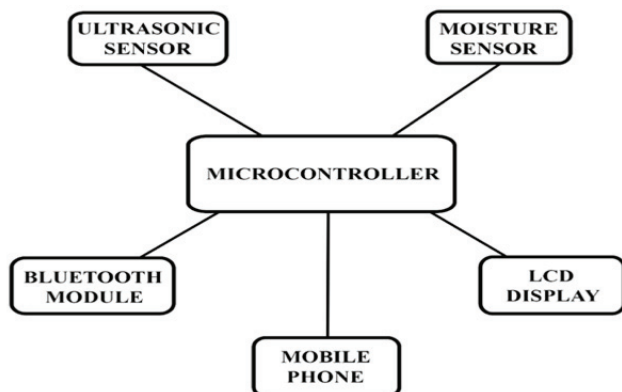 ULTRASONIC
SENSOR
MOISTURE
SENSOR
MICROCONTROLLER
BLUETOOTH
MODULE
LCD
DISPLAY
MOBILE
PHONE